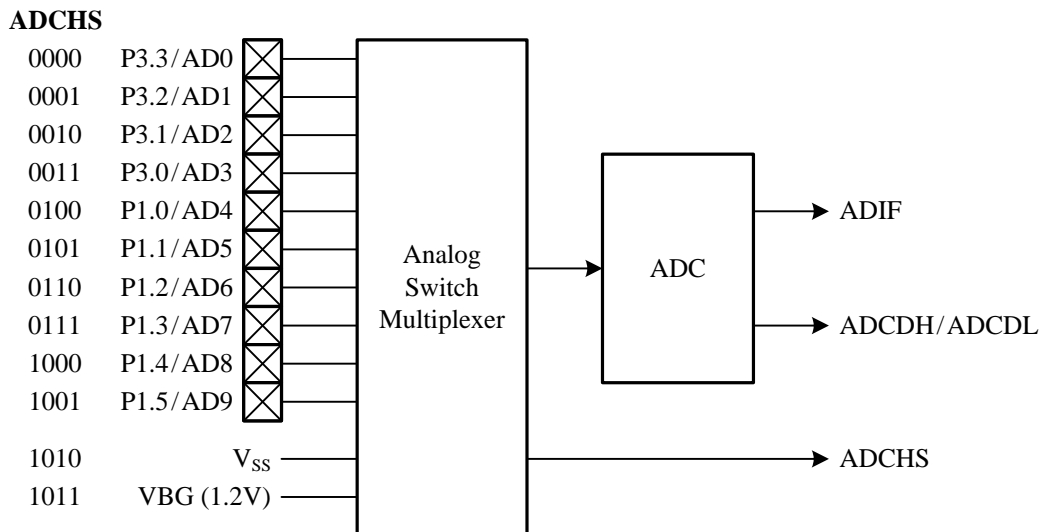 ADCHS
0000 P3.3/AD0
0001 P3.2/AD1
0010 P3.1/AD2
0011 P3.0/AD3
0100 P1.0/AD4
0101 P1.1/AD5
0110 P1.2/AD6
0111 P1.3/AD7
1000 P1.4/AD8
1001 P1.5/AD9
1010 VSS
1011 VBG (1.2V)
Analog
Switch
Multiplexer
ADC
ADIF
ADCDH/ADCDL
ADCHS